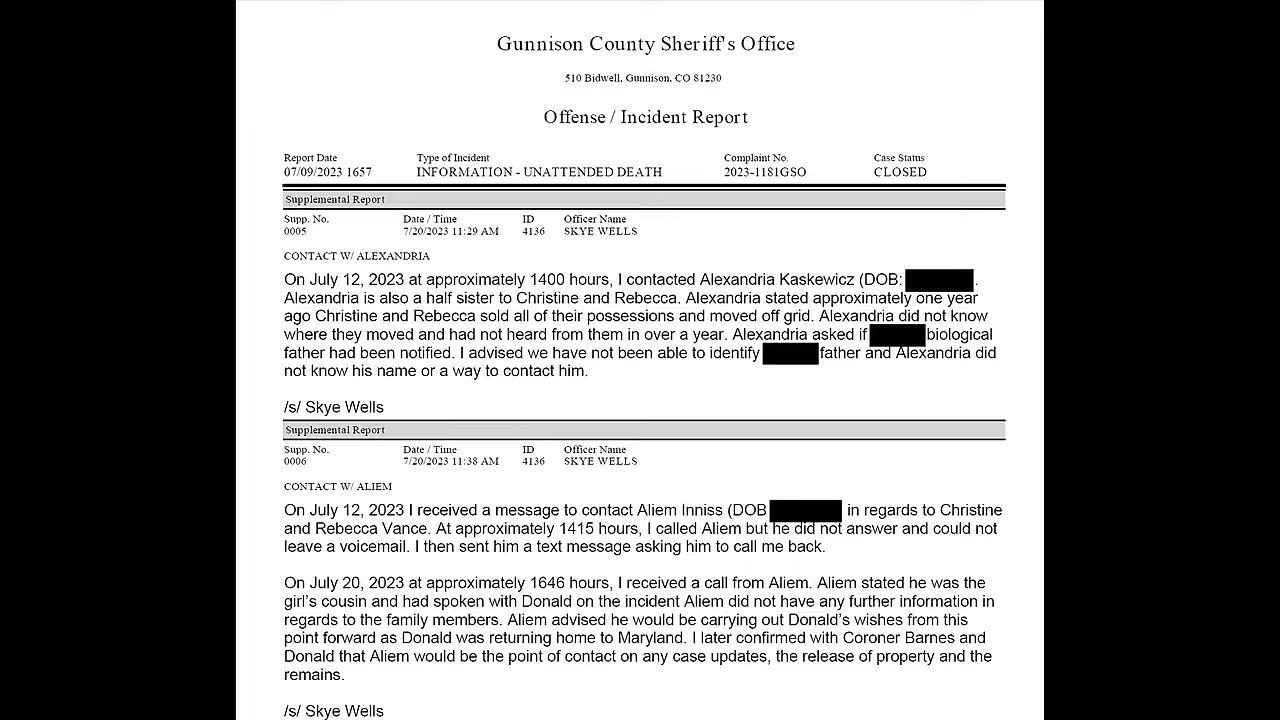 Gunnison County Sheriff's Office
510 Bidwell, Gunnison, CO 81230
Offense / Incident Report
Report Date Type of Incident Complaint No. Case Status
07/09/2023 1657 INFORMATION - UNATTENDED DEATH 2023-1181GSO CLOSED
Supplemental Report
Supp. No. Date / Time ID Officer Name
0005 7/20/2023 11:29 AM 4136 SKYE WELLS
CONTACT W/ ALEXANDRIA
On July 12, 2023 at approximately 1400 hours, I contacted Alexandria Kaskewicz (DOB: .
Alexandria is also a half sister to Christine and Rebecca. Alexandria stated approximately one year
ago Christine and Rebecca sold all of their possessions and moved off grid. Alexandria did not know
where they moved and had not heard from them in over a year. Alexandria asked if biological
father had been notified. I advised we have not been able to identify father and Alexandria did
not know his name or a way to contact him.
/s/ Skye Wells
Supplemental Report
Supp. No. Date / Time ID Officer Name
0006 7/20/2023 11:38 AM 4136 SKYE WELLS
CONTACT W/ ALIEM
On July 12, 2023 I received a message to contact Aliem Inniss (DOB in regards to Christine
and Rebecca Vance. At approximately 1415 hours, I called Aliem but he did not answer and could not
leave a voicemail. I then sent him a text message asking him to call me back.
On July 20, 2023 at approximately 1646 hours, I received a call from Aliem. Aliem stated he was the
girl's cousin and had spoken with Donald on the incident Aliem did not have any further information in
regards to the family members. Aliem advised he would be carrying out Donald's wishes from this
point forward as Donald was returning home to Maryland. I later confirmed with Coroner Barnes and
Donald that Aliem would be the point of contact on any case updates, the release of property and the
remains.
/s/ Skye Wells